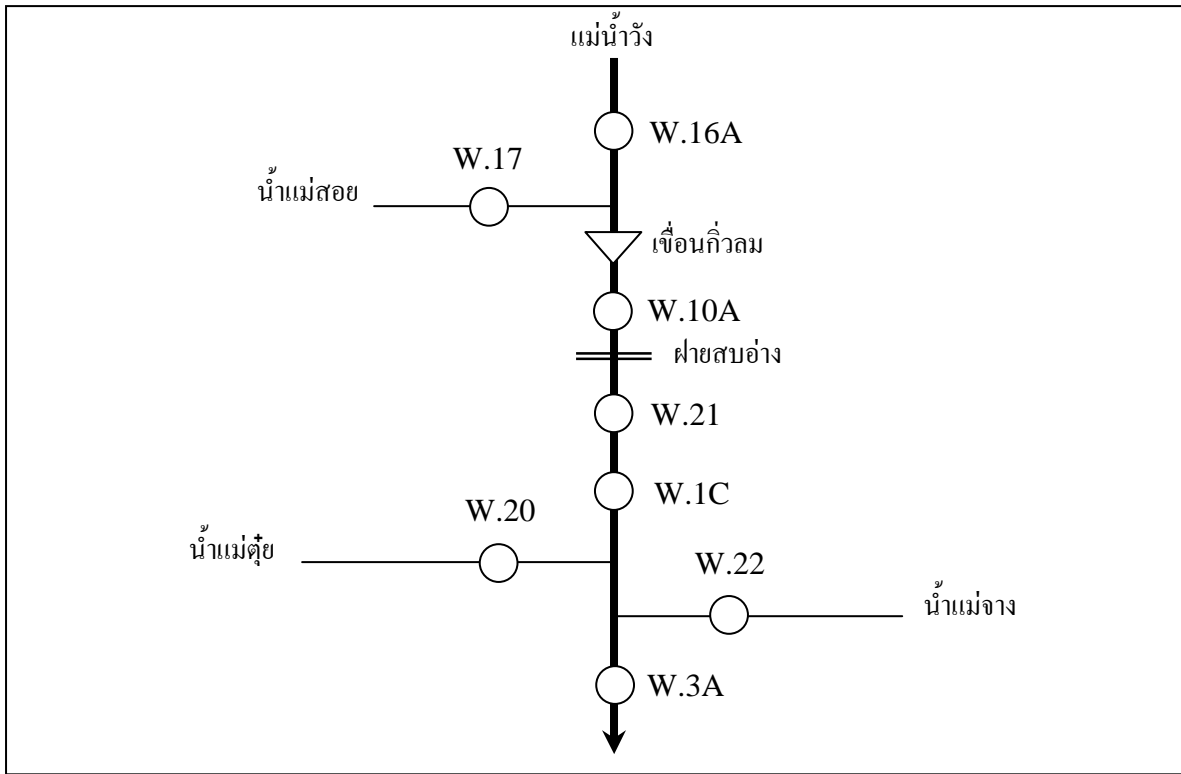 แม่น้ำวัง
W.16A
W.17
น้ำแม่สอย
เขื่อนกิ่วลม
W.10A
ฝายสบอ่าง
W.21
W.1C
W.20
น้ำแม่ตุ๋ย
W.22
น้ำแม่จาง
W.3A